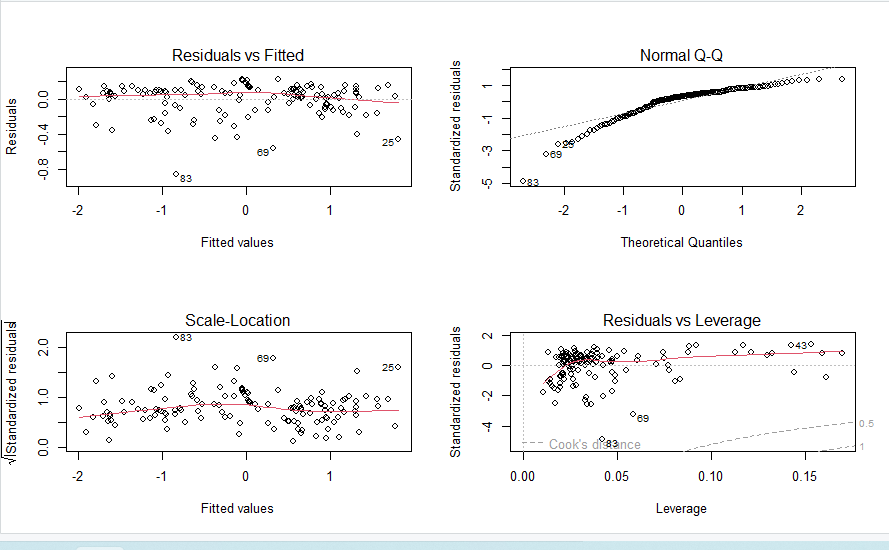 Residuals vs Fitted
Residuals
0.0
-0.4
-0.8
69
25
83
-2 -1 0 1
Fitted values
Normal Q-Q
Standardized residuals
1
-1
-3
-5
25
69
83
-2 -1 0 1 2
Theoretical Quantiles
Scale-Location
√|Standardized residuals|
2.0
1.0
0.0
83
69
25
-2 -1 0 1
Fitted values
Residuals vs Leverage
Standardized residuals
2
0
-2
-4
43
69
83
Cook's distance
0.5
1
0.00 0.05 0.10 0.15
Leverage